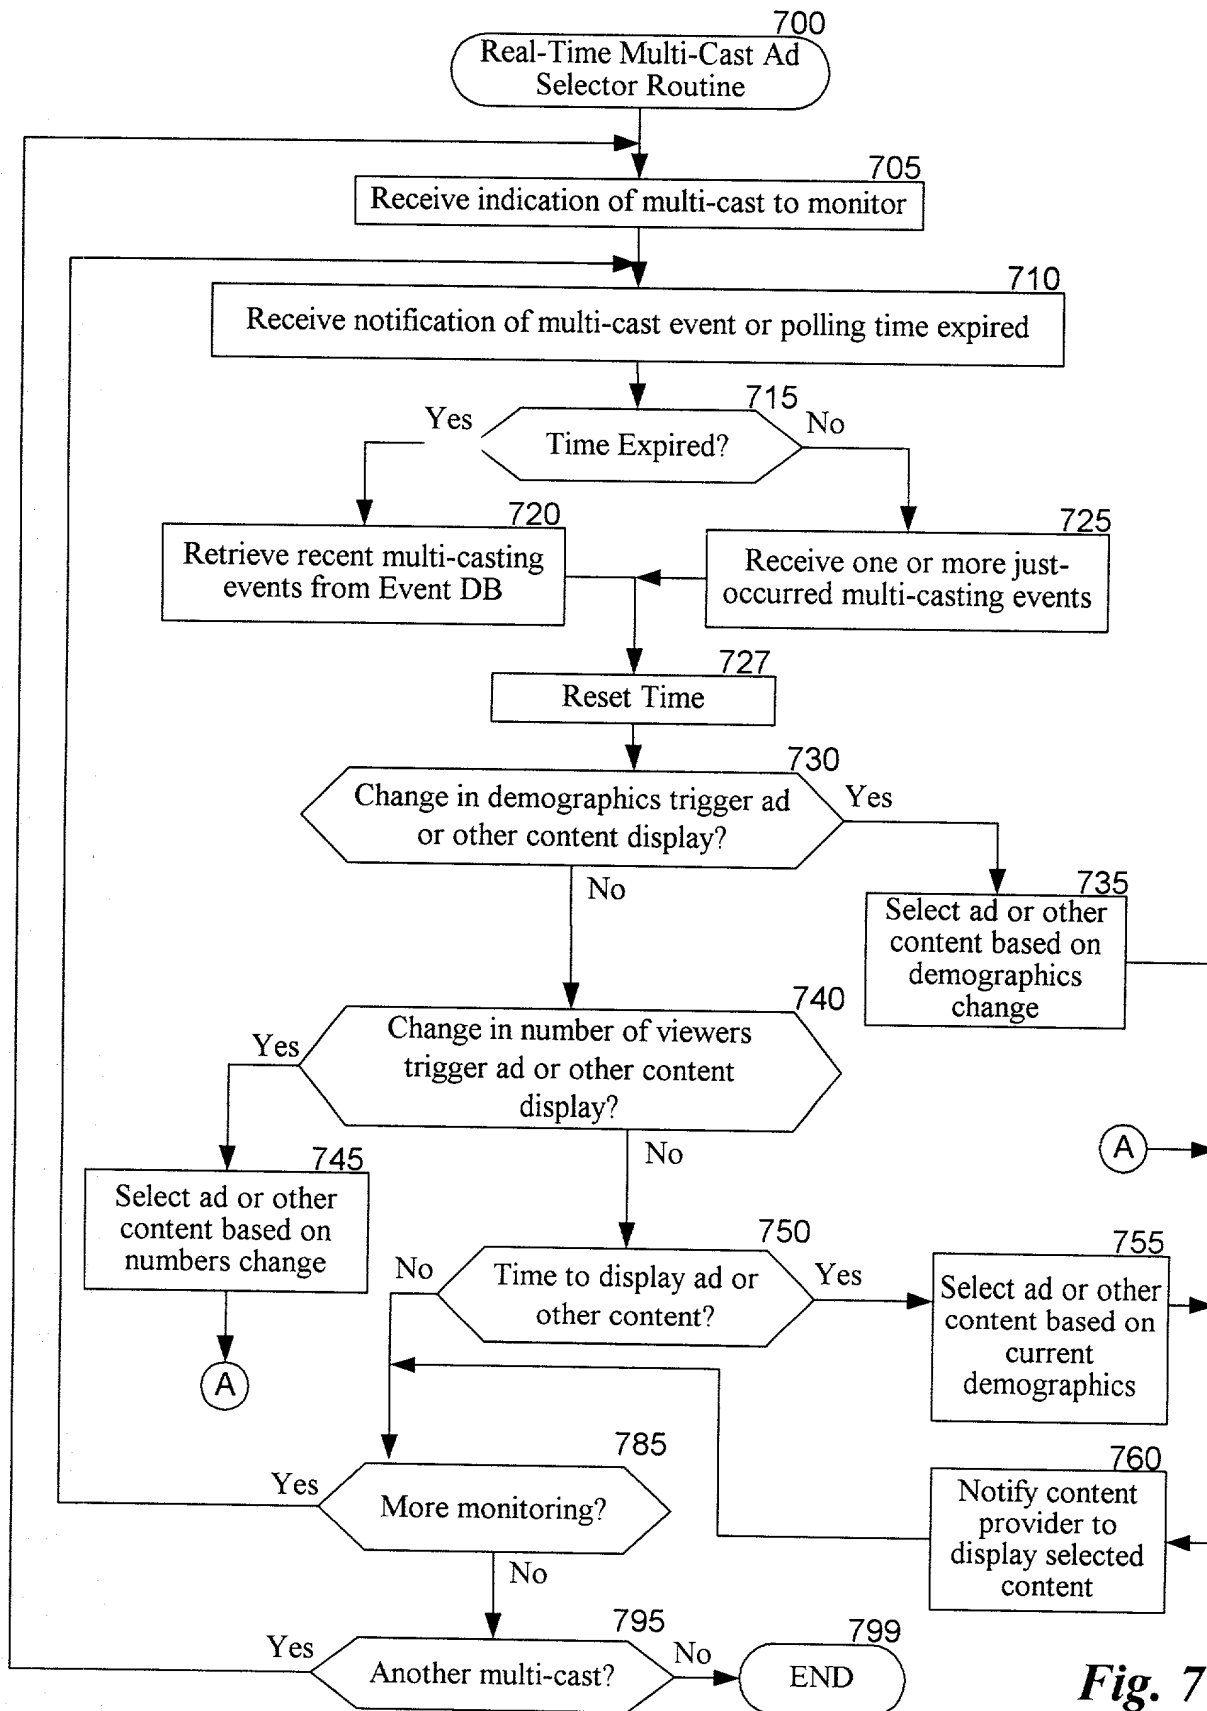 700
Real-Time Multi-Cast Ad
Selector Routine
705
Receive indication of multi-cast to monitor
710
Receive notification of multi-cast event or polling time expired
715
Yes
No
Time Expired?
720
Retrieve recent multi-casting
events from Event DB
725
Receive one or more just-
occurred multi-casting events
727
Reset Time
730
Change in demographics trigger ad
or other content display?
Yes
No
735
Select ad or other
content based on
demographics
change
740
Change in number of viewers
trigger ad or other content
display?
Yes
No
A
745
Select ad or other
content based on
numbers change
A
750
No
Time to display ad or
other content?
Yes
755
Select ad or other
content based on
current
demographics
785
Yes
More monitoring?
No
760
Notify content
provider to
display selected
content
795
Yes
Another multi-cast?
No
799
END
Fig. 7